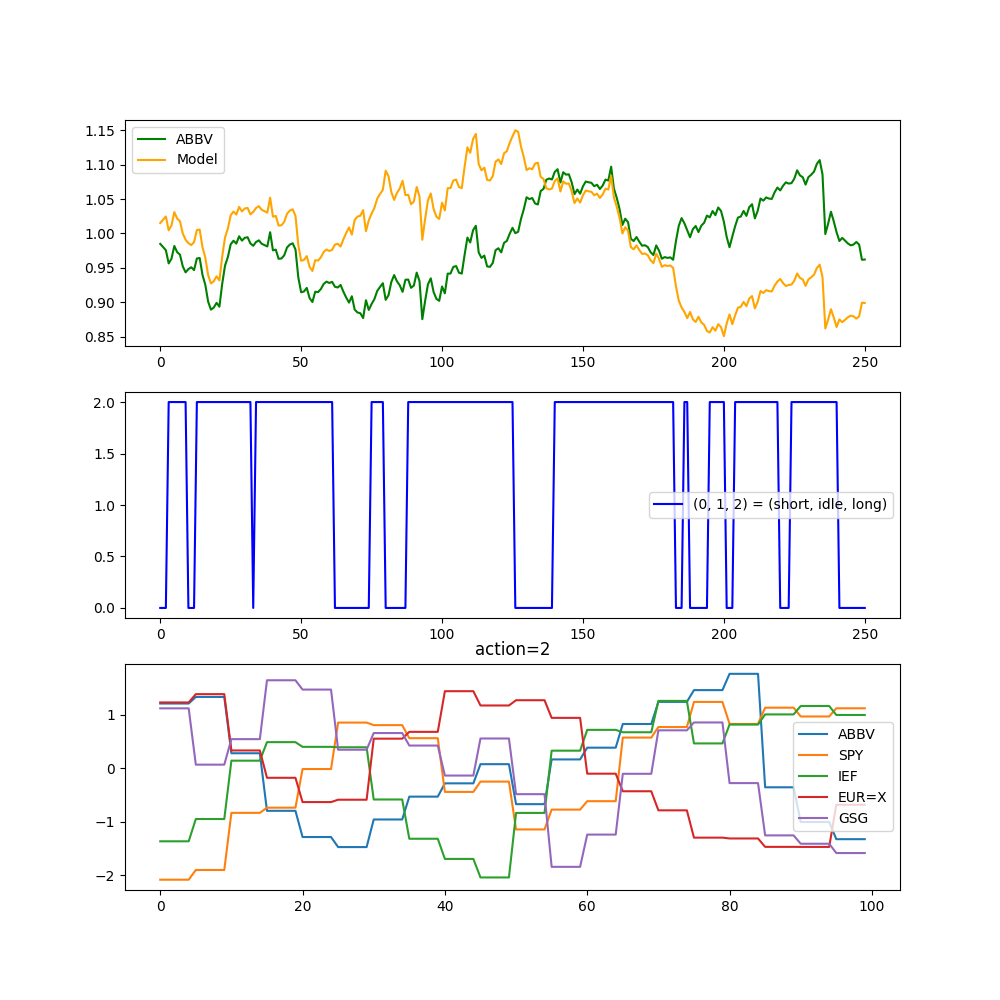 1.15
1.10
1.05
1.00
0.95
0.90
0.85
ABBV
Model
0 50 100 150 200 250
2.0
1.5
1.0
0.5
0.0
(0, 1, 2) = (short, idle, long)
0 50 100 150 200 250
action=2
1
0
−1
−2
ABBV
SPY
IEF
EUR=X
GSG
0 20 40 60 80 100